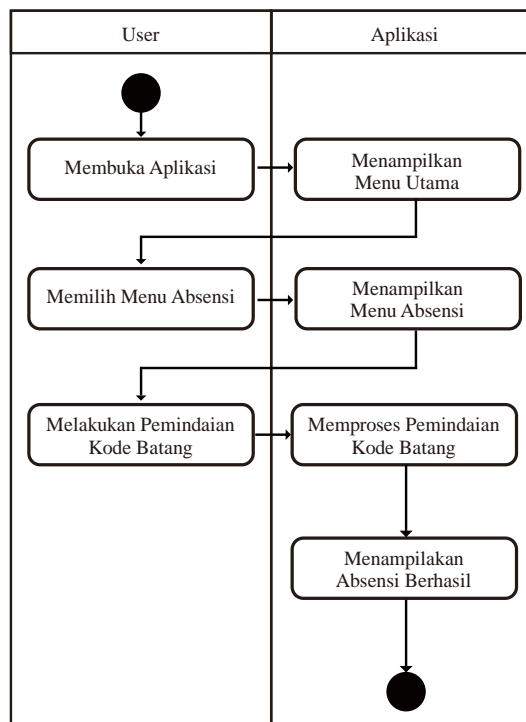 User
Aplikasi
Membuka Aplikasi
Menampilkan
Menu Utama
Memilih Menu Absensi
Menampilkan
Menu Absensi
Melakukan Pemindaian
Kode Batang
Memproses Pemindaian
Kode Batang
Menampilakan
Absensi Berhasil